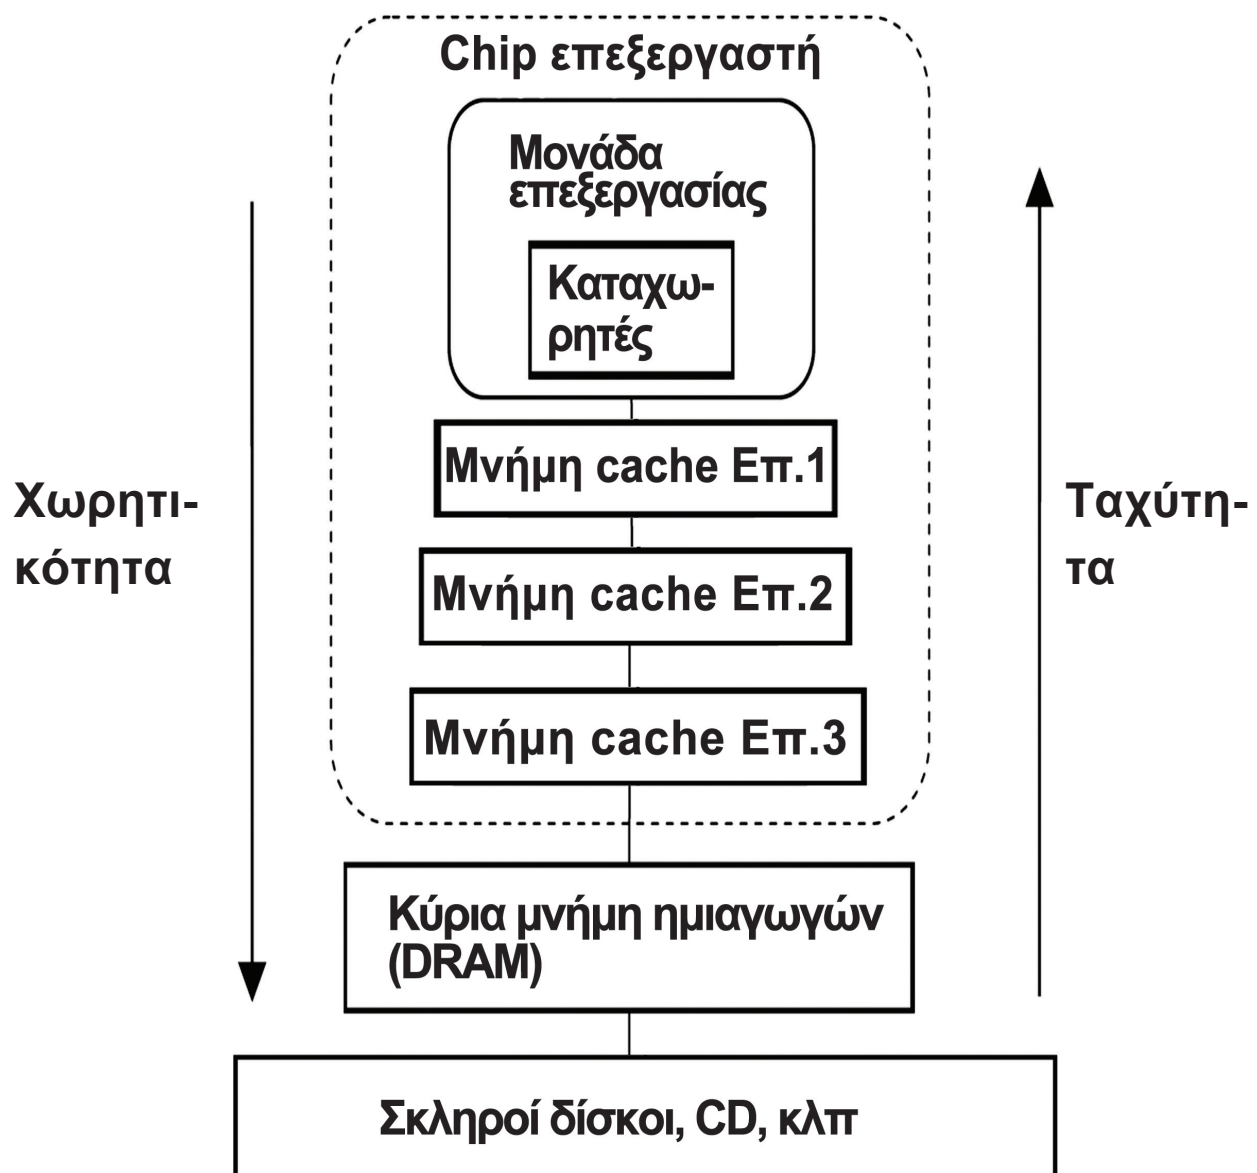 Chip επεξεργαστή
Μονάδα
επεξεργασίας
Καταχω-
ρητές
Μνήμη cache Επ.1
Χωρητι-
κότητα
Ταχύτη-
τα
Μνήμη cache Επ.2
Μνήμη cache Επ.3
Κύρια μνήμη ημιαγωγών
(DRAM)
Σκληροί δίσκοι, CD, κλπ